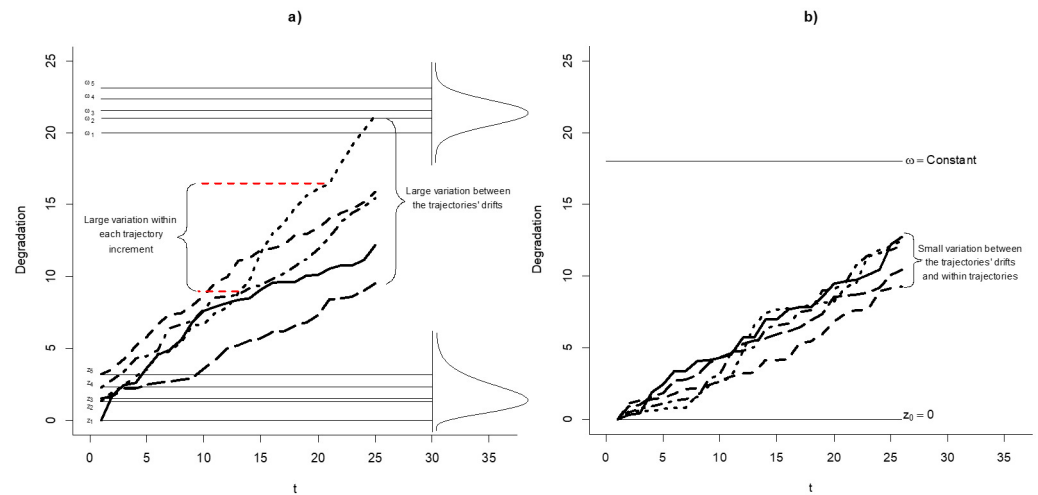 a)
25
20
15
10
5
0
Degradation
ω5
ω4
ω3
ω2
ω1
Large variation within
each trajectory
increment
Large variation between
the trajectories' drifts
z5
z4
z3
z2
z1
0 5 10 15 20 25 30 35
t
b)
25
20
15
10
5
0
Degradation
ω = Constant
Small variation between
the trajectories' drifts
and within trajectories
z0 = 0
0 5 10 15 20 25 30 35
t